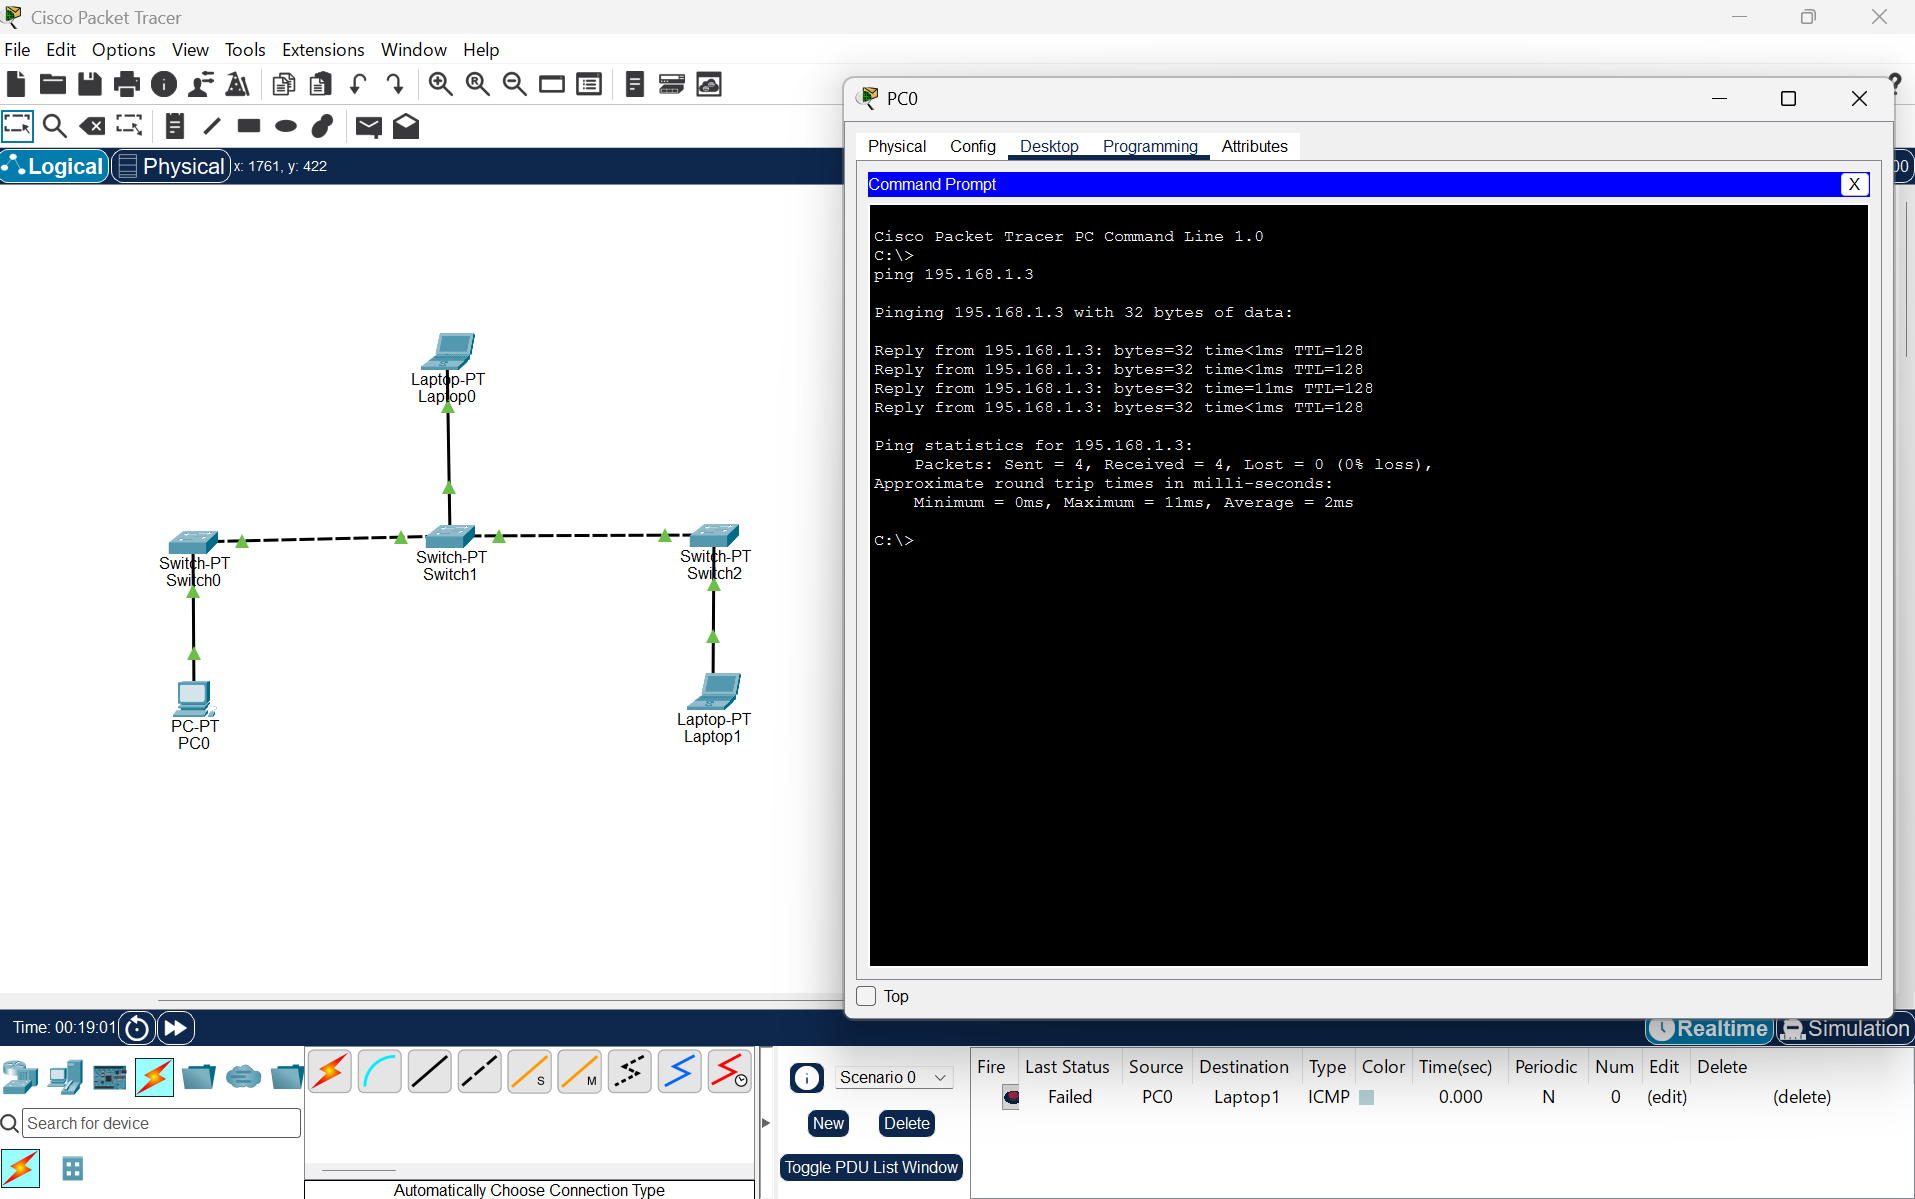 Cisco Packet Tracer
File Edit Options View Tools Extensions Window Help
Logical Physical x: 1761, y: 422
PC0
Physical Config Desktop Programming Attributes
Command Prompt X
Cisco Packet Tracer PC Command Line 1.0
C:\>
ping 195.168.1.3
Pinging 195.168.1.3 with 32 bytes of data:
Reply from 195.168.1.3: bytes=32 time<1ms TTL=128
Reply from 195.168.1.3: bytes=32 time<1ms TTL=128
Reply from 195.168.1.3: bytes=32 time=11ms TTL=128
Reply from 195.168.1.3: bytes=32 time<1ms TTL=128
Ping statistics for 195.168.1.3:
Packets: Sent = 4, Received = 4, Lost = 0 (0% loss),
Approximate round trip times in milli-seconds:
Minimum = 0ms, Maximum = 11ms, Average = 2ms
C:\>
Top
Laptop-PT
Laptop0
Switch-PT
Switch0
Switch-PT
Switch1
Switch-PT
Switch2
PC-PT
PC0
Laptop-PT
Laptop1
Time: 00:19:01
Realtime Simulation
Search for device
S M
Automatically Choose Connection Type
Scenario 0
New Delete
Toggle PDU List Window
Fire Last Status Source Destination Type Color Time(sec) Periodic Num Edit Delete
Failed PC0 Laptop1 ICMP 0.000 N 0 (edit) (delete)